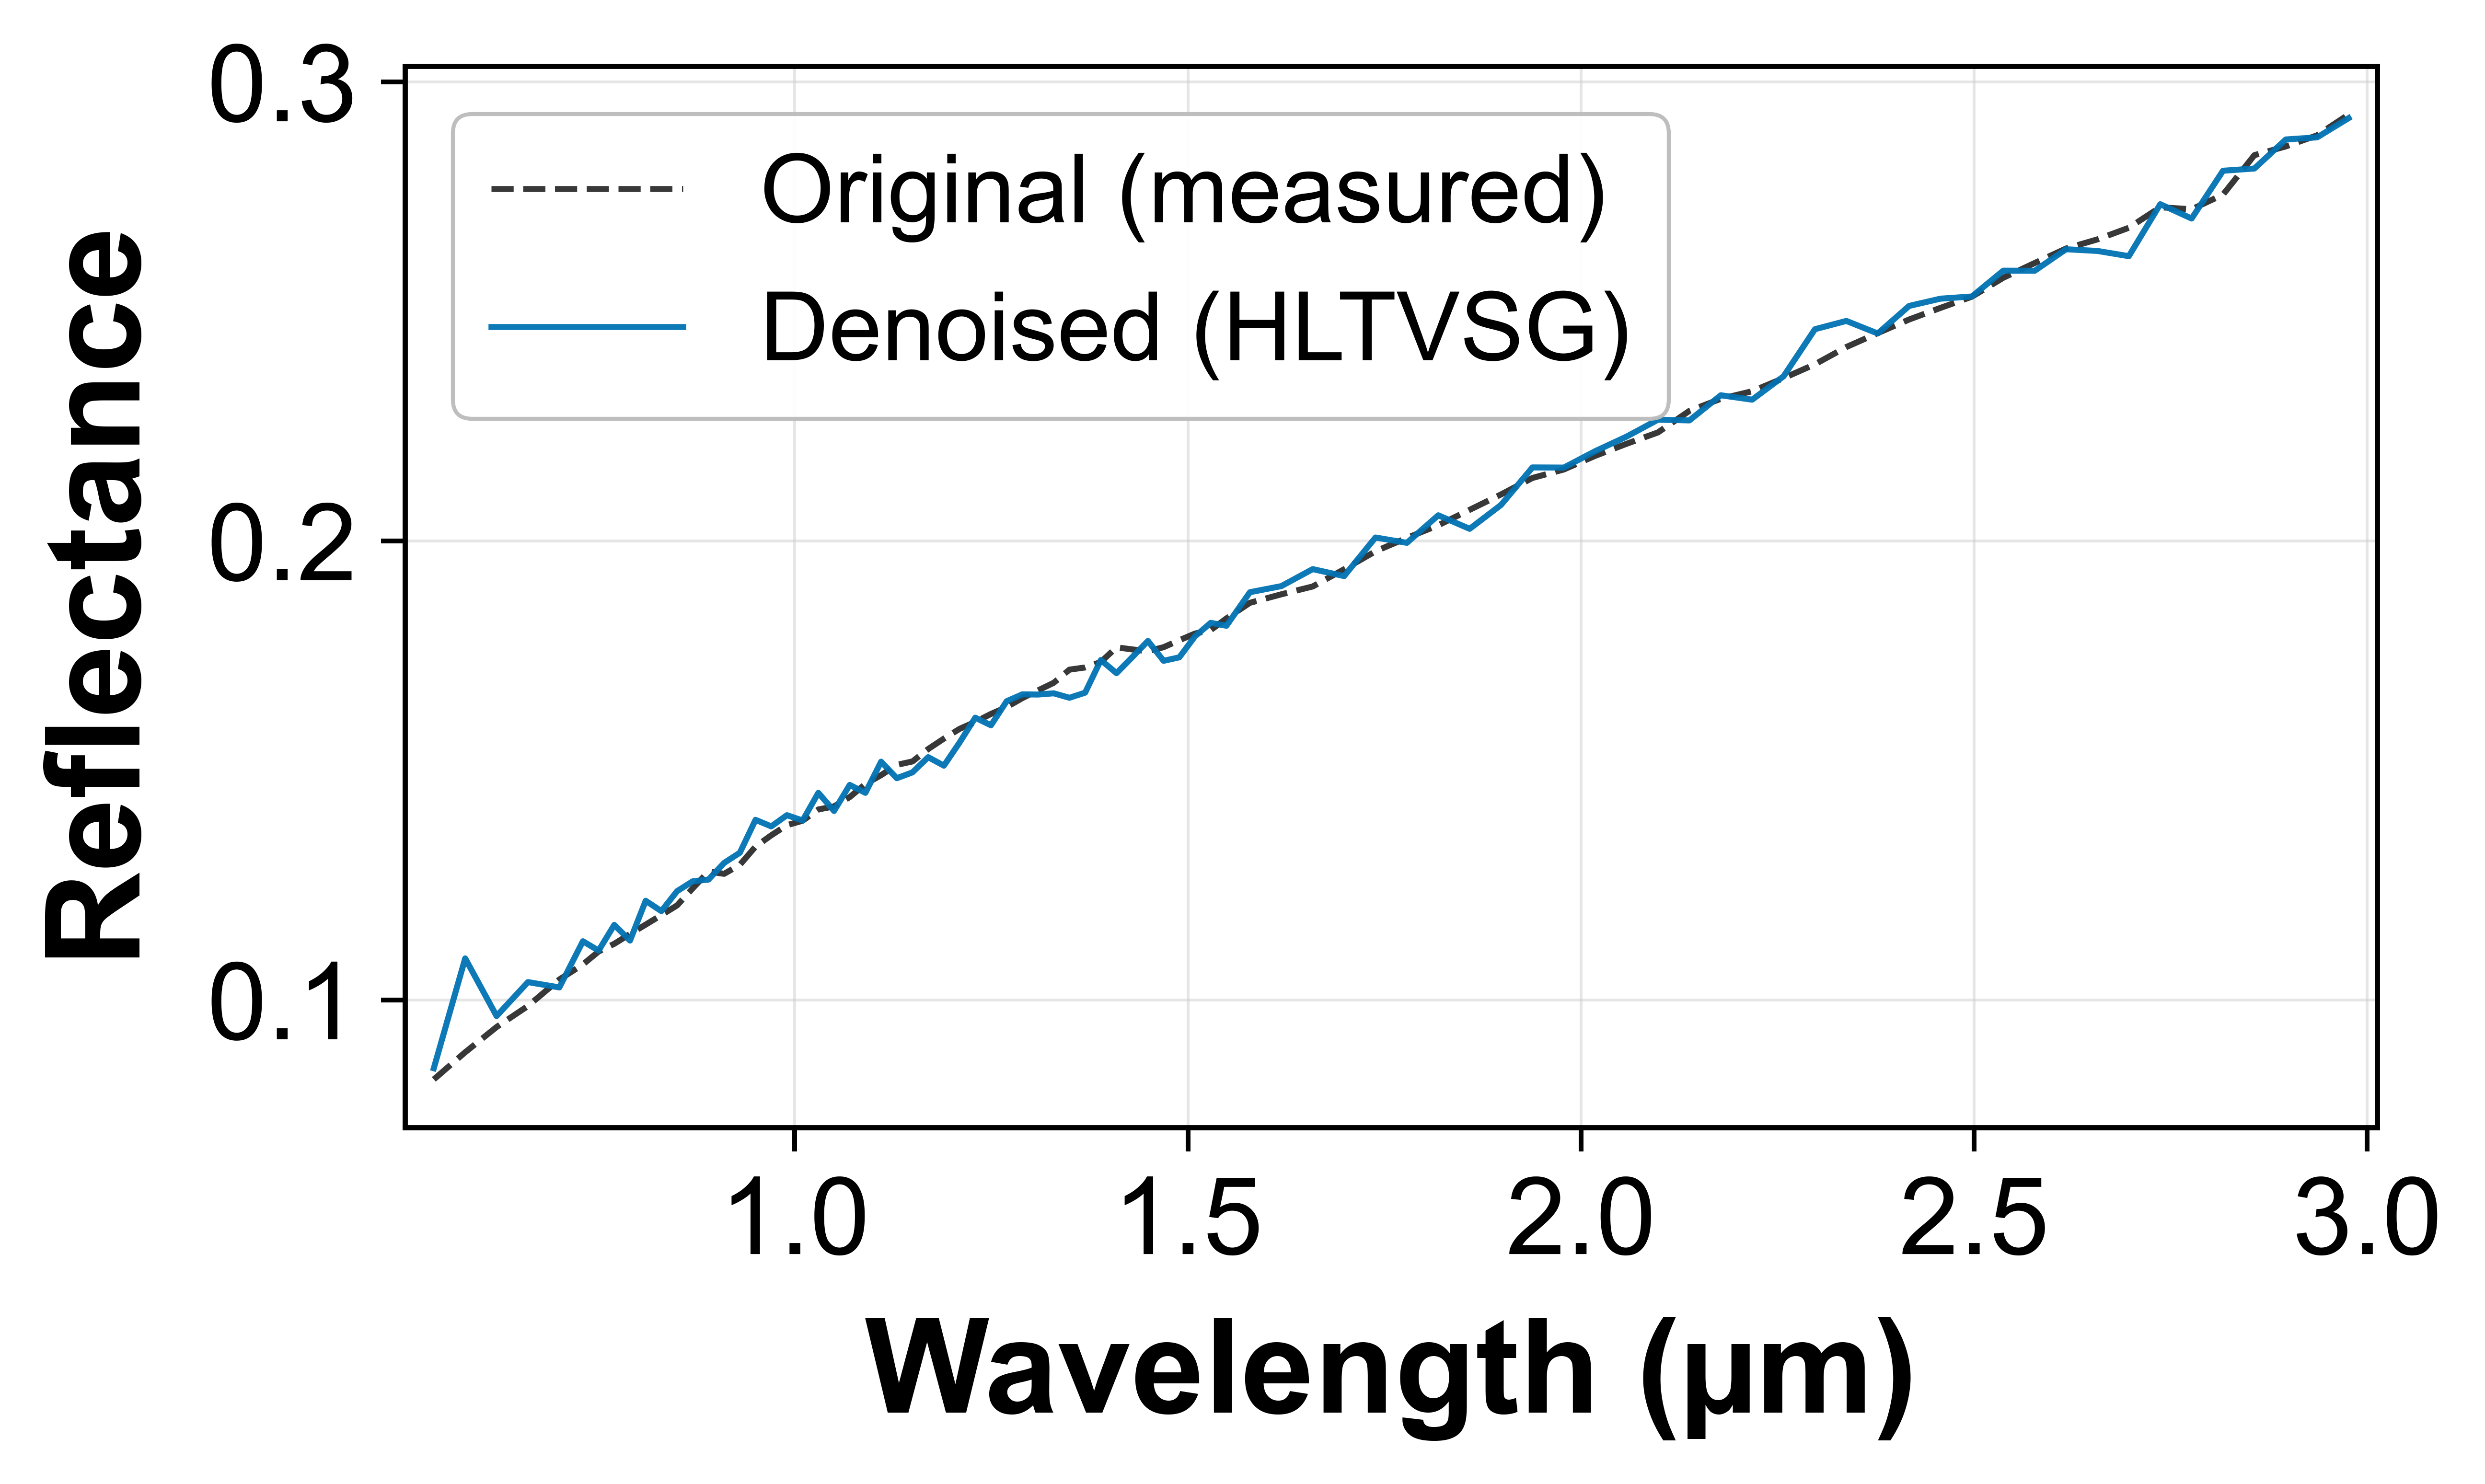 0.3
0.2
0.1
Reflectance
Original (measured)
Denoised (HLTVSG)
1.0 1.5 2.0 2.5 3.0
Wavelength (µm)